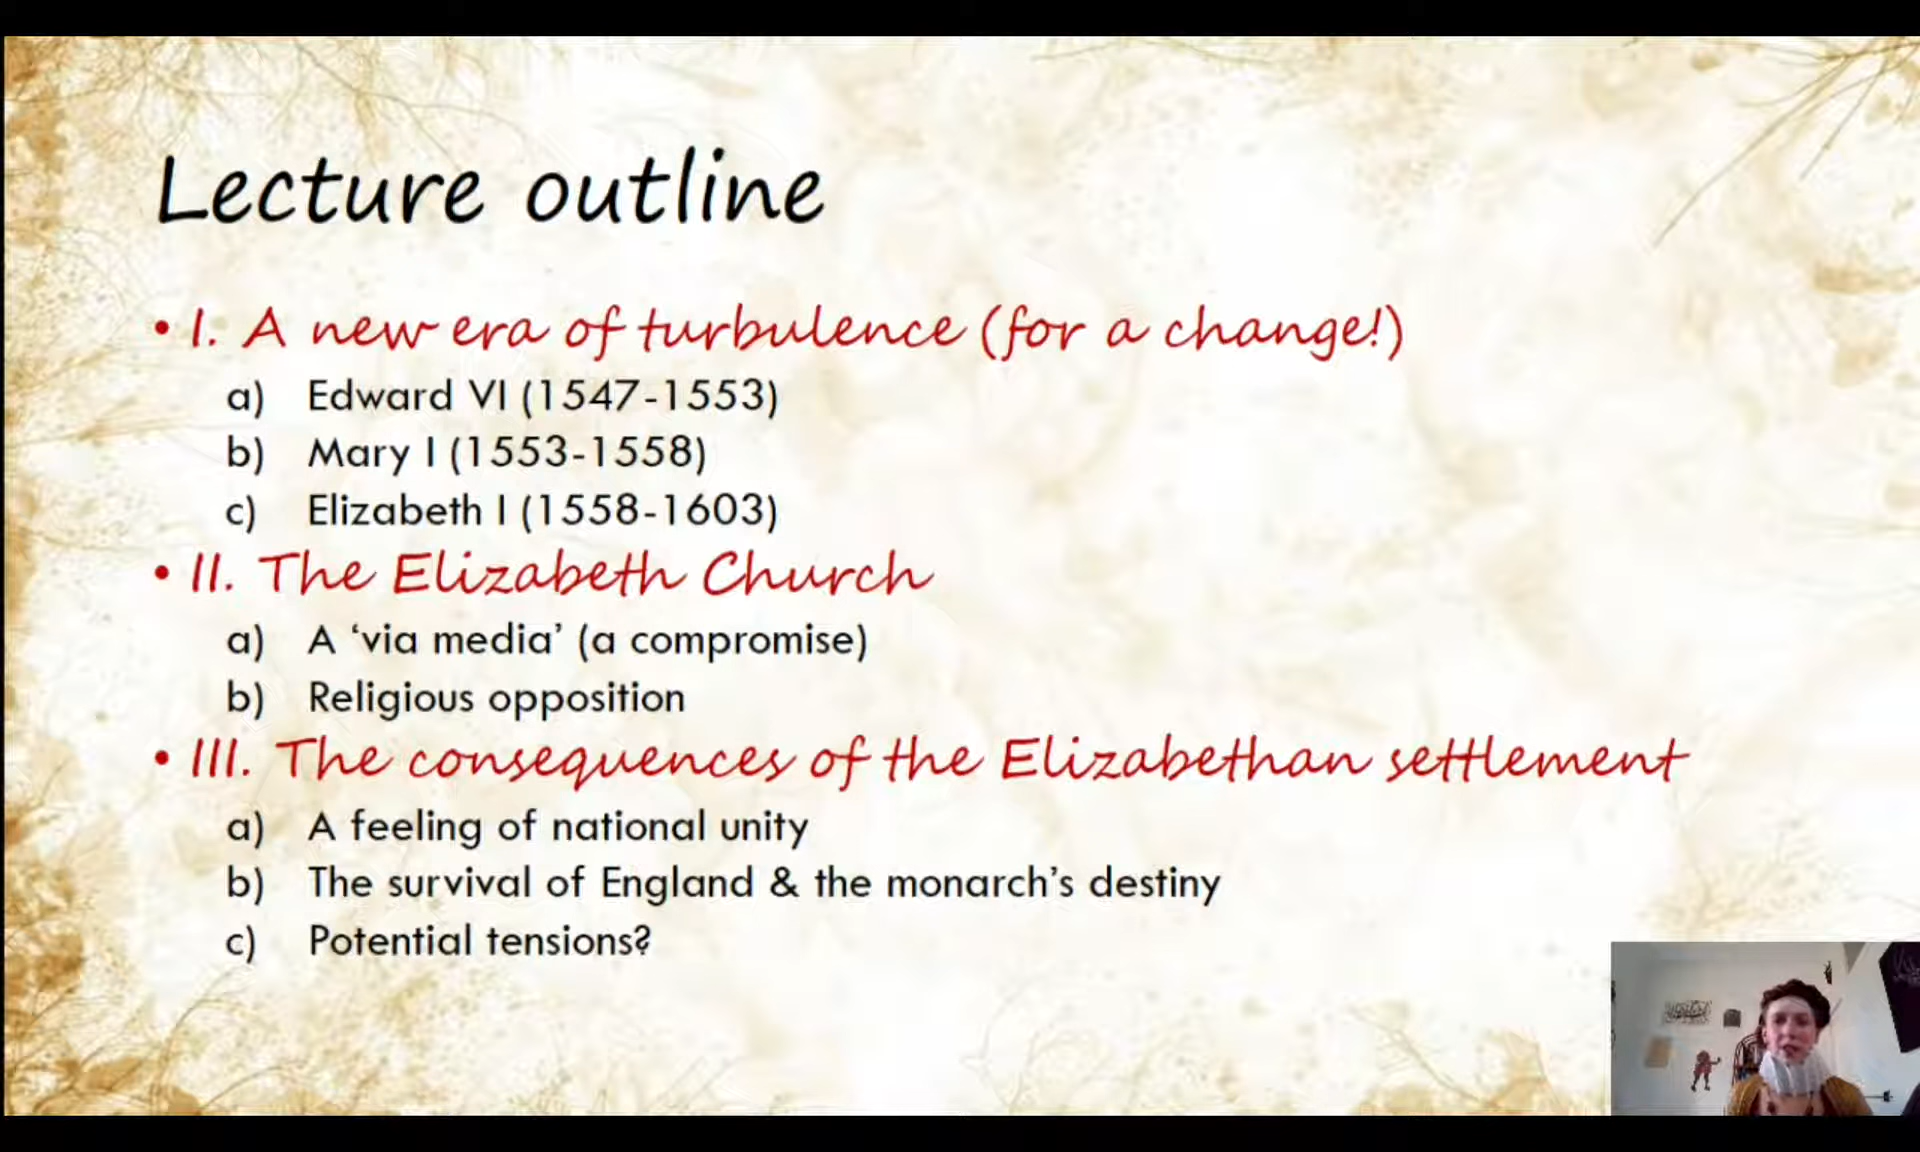 Lecture outline
• I. A new era of turbulence (for a change!)
a) Edward VI (1547-1553)
b) Mary I (1553-1558)
c) Elizabeth I (1558-1603)
• II. The Elizabeth Church
a) A ‘via media’ (a compromise)
b) Religious opposition
• III. The consequences of the Elizabethan settlement
a) A feeling of national unity
b) The survival of England & the monarch’s destiny
c) Potential tensions?